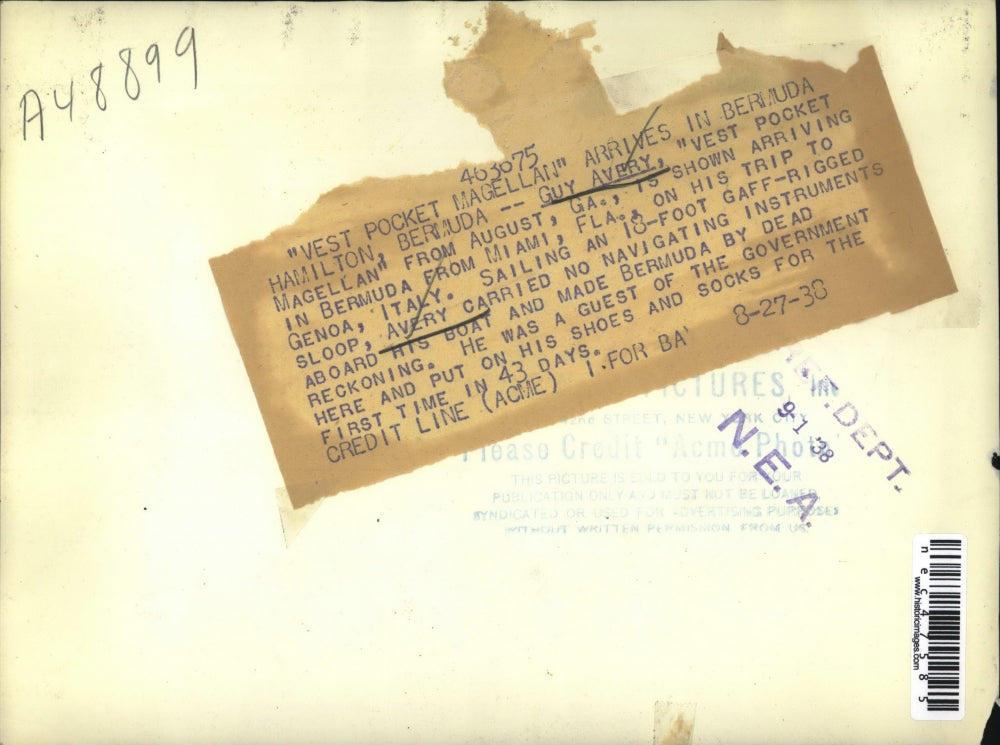 A48899
463675
"VEST POCKET MAGELLAN" ARRIVES IN BERMUDA
HAMILTON, BERMUDA -- GUY AVERY, "VEST POCKET
MAGELLAN" FROM AUGUST, GA., IS SHOWN ARRIVING
IN BERMUDA FROM MIAMI, FLA., ON HIS TRIP TO
GENOA, ITALY. SAILING AN 18-FOOT GAFF-RIGGED
SLOOP, AVERY CARRIED NO NAVIGATING INSTRUMENTS
ABOARD HIS BOAT AND MADE BERMUDA BY DEAD
RECKONING. HE WAS A GUEST OF THE GOVERNMENT
HERE AND PUT ON HIS SHOES AND SOCKS FOR THE
FIRST TIME IN 43 DAYS.
CREDIT LINE (ACME) FOR BA 8-27-38
PICTURES, INC
STREET, NEW YORK CITY
Please Credit "Acme Photo"
THIS PICTURE IS SOLD TO YOU FOR YOUR
PUBLICATION ONLY AND MUST NOT BE LOANED
SYNDICATED OR USED FOR ADVERTISING PURPOSES
WITHOUT WRITTEN PERMISSION FROM US.
REF. DEPT.
9-1 '38
N.E.A.
nec47585
www.historicimages.com